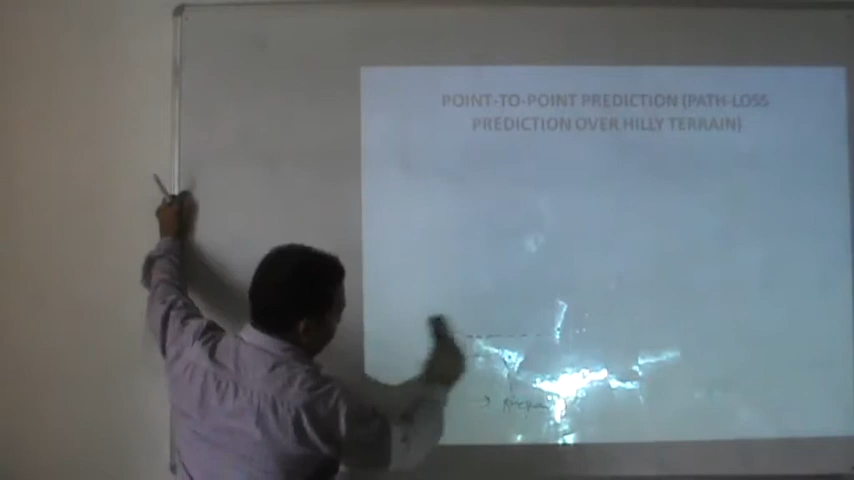 POINT-TO-POINT PREDICTION (PATH-LOSS
PREDICTION OVER HILLY TERRAIN)